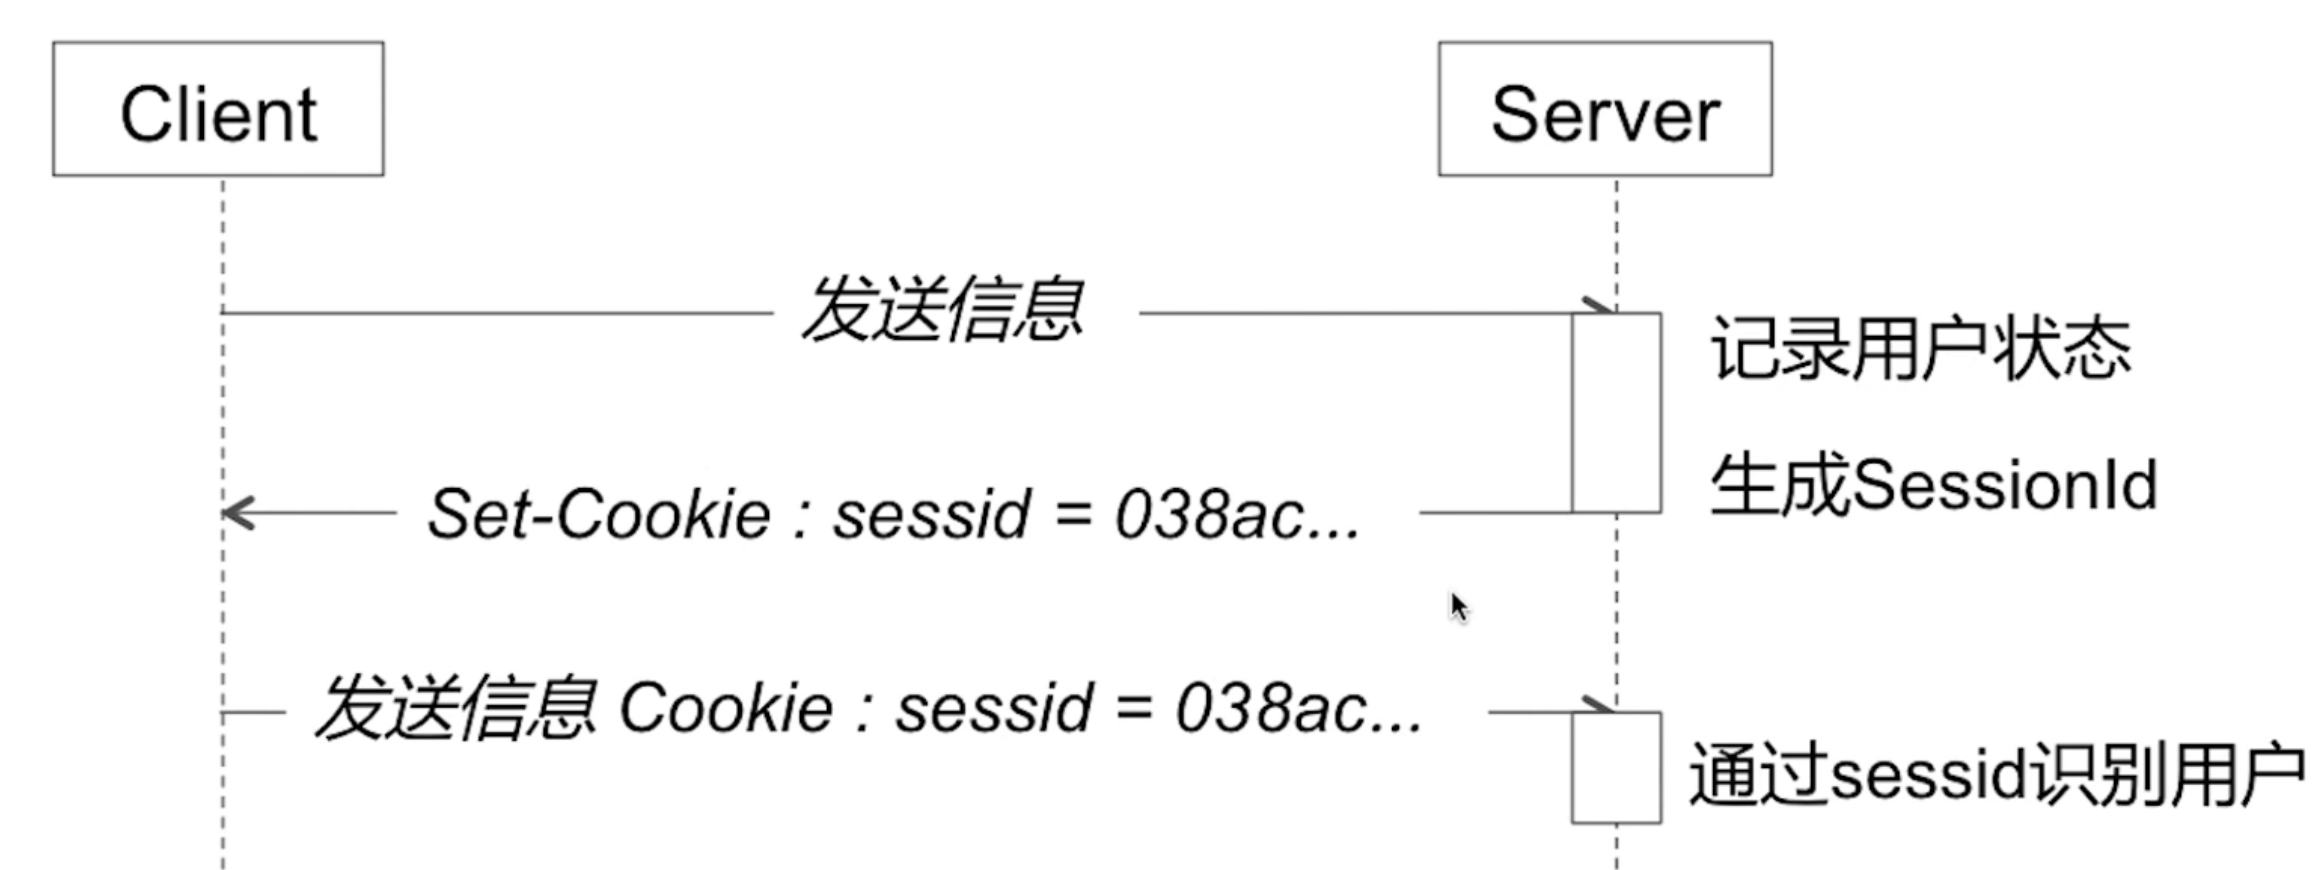 Client
Server
发送信息
记录用户状态
生成SessionId
Set-Cookie : sessid = 038ac...
发送信息 Cookie : sessid = 038ac...
通过sessid识别用户